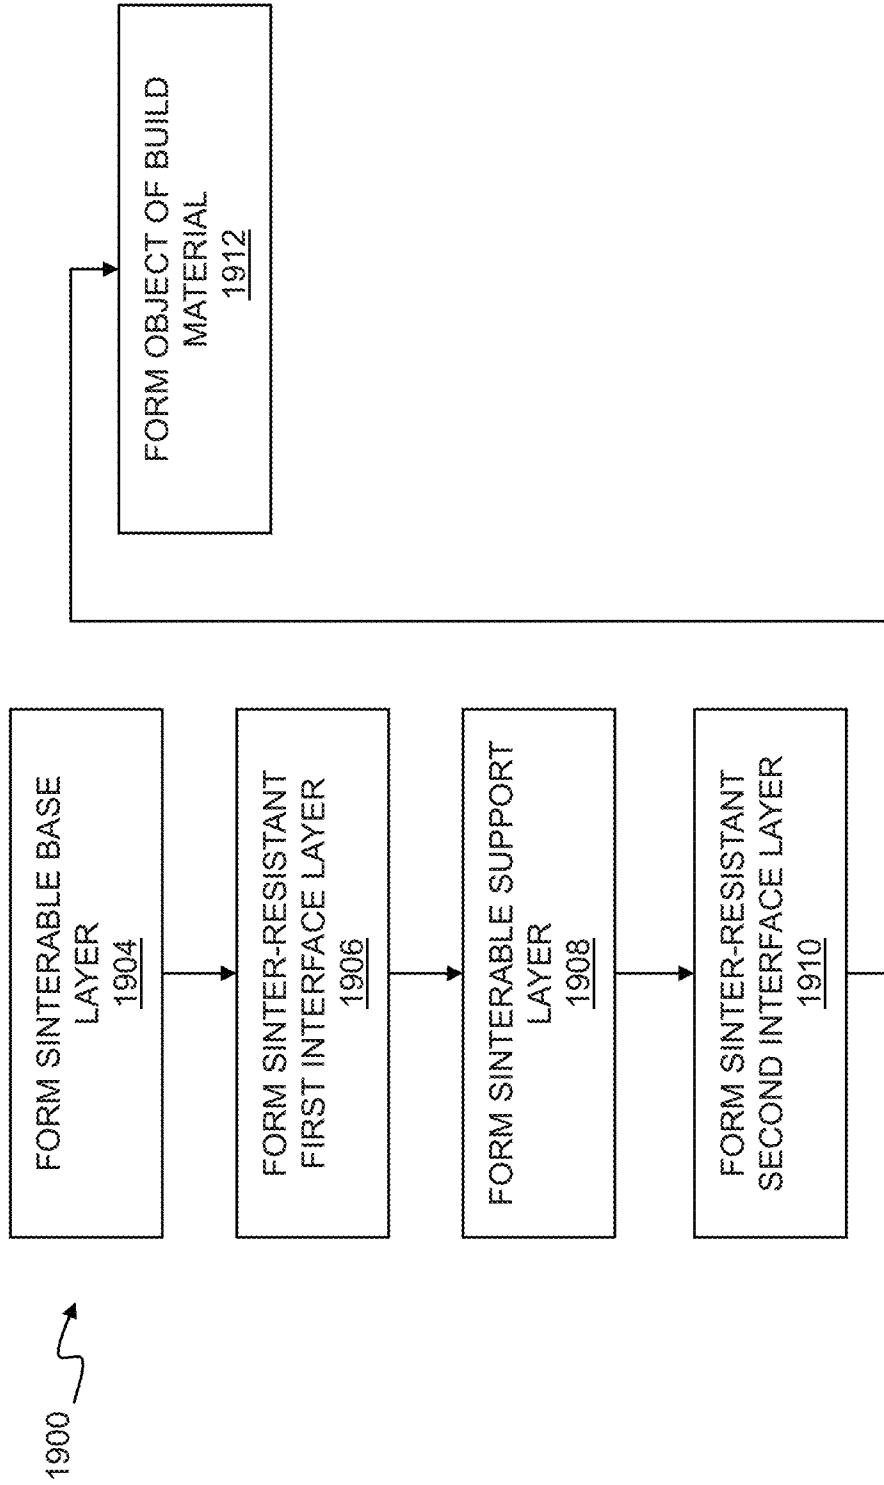 1900
FORM SINTERABLE BASE
LAYER
1904
FORM SINTER-RESISTANT
FIRST INTERFACE LAYER
1906
FORM SINTERABLE SUPPORT
LAYER
1908
FORM SINTER-RESISTANT
SECOND INTERFACE LAYER
1910
FORM OBJECT OF BUILD
MATERIAL
1912